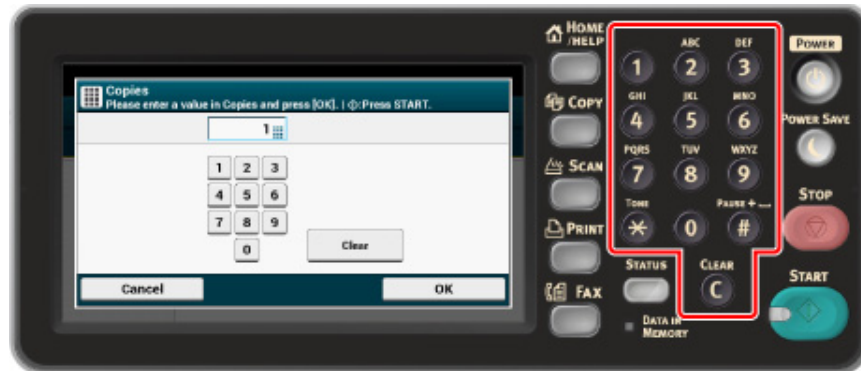 Copies
Please enter a value in Copies and press [OK]. | :Press START.
1
1 2 3
4 5 6
7 8 9
0
Clear
Cancel
OK
HOME
/HELP
COPY
SCAN
PRINT
FAX
ABC DEF
1 2 3
GHI JKL MNO
4 5 6
PQRS TUV WXYZ
7 8 9
TONE PAUSE +
* 0 #
STATUS
CLEAR
C
DATA IN
MEMORY
POWER
POWER SAVE
STOP
START